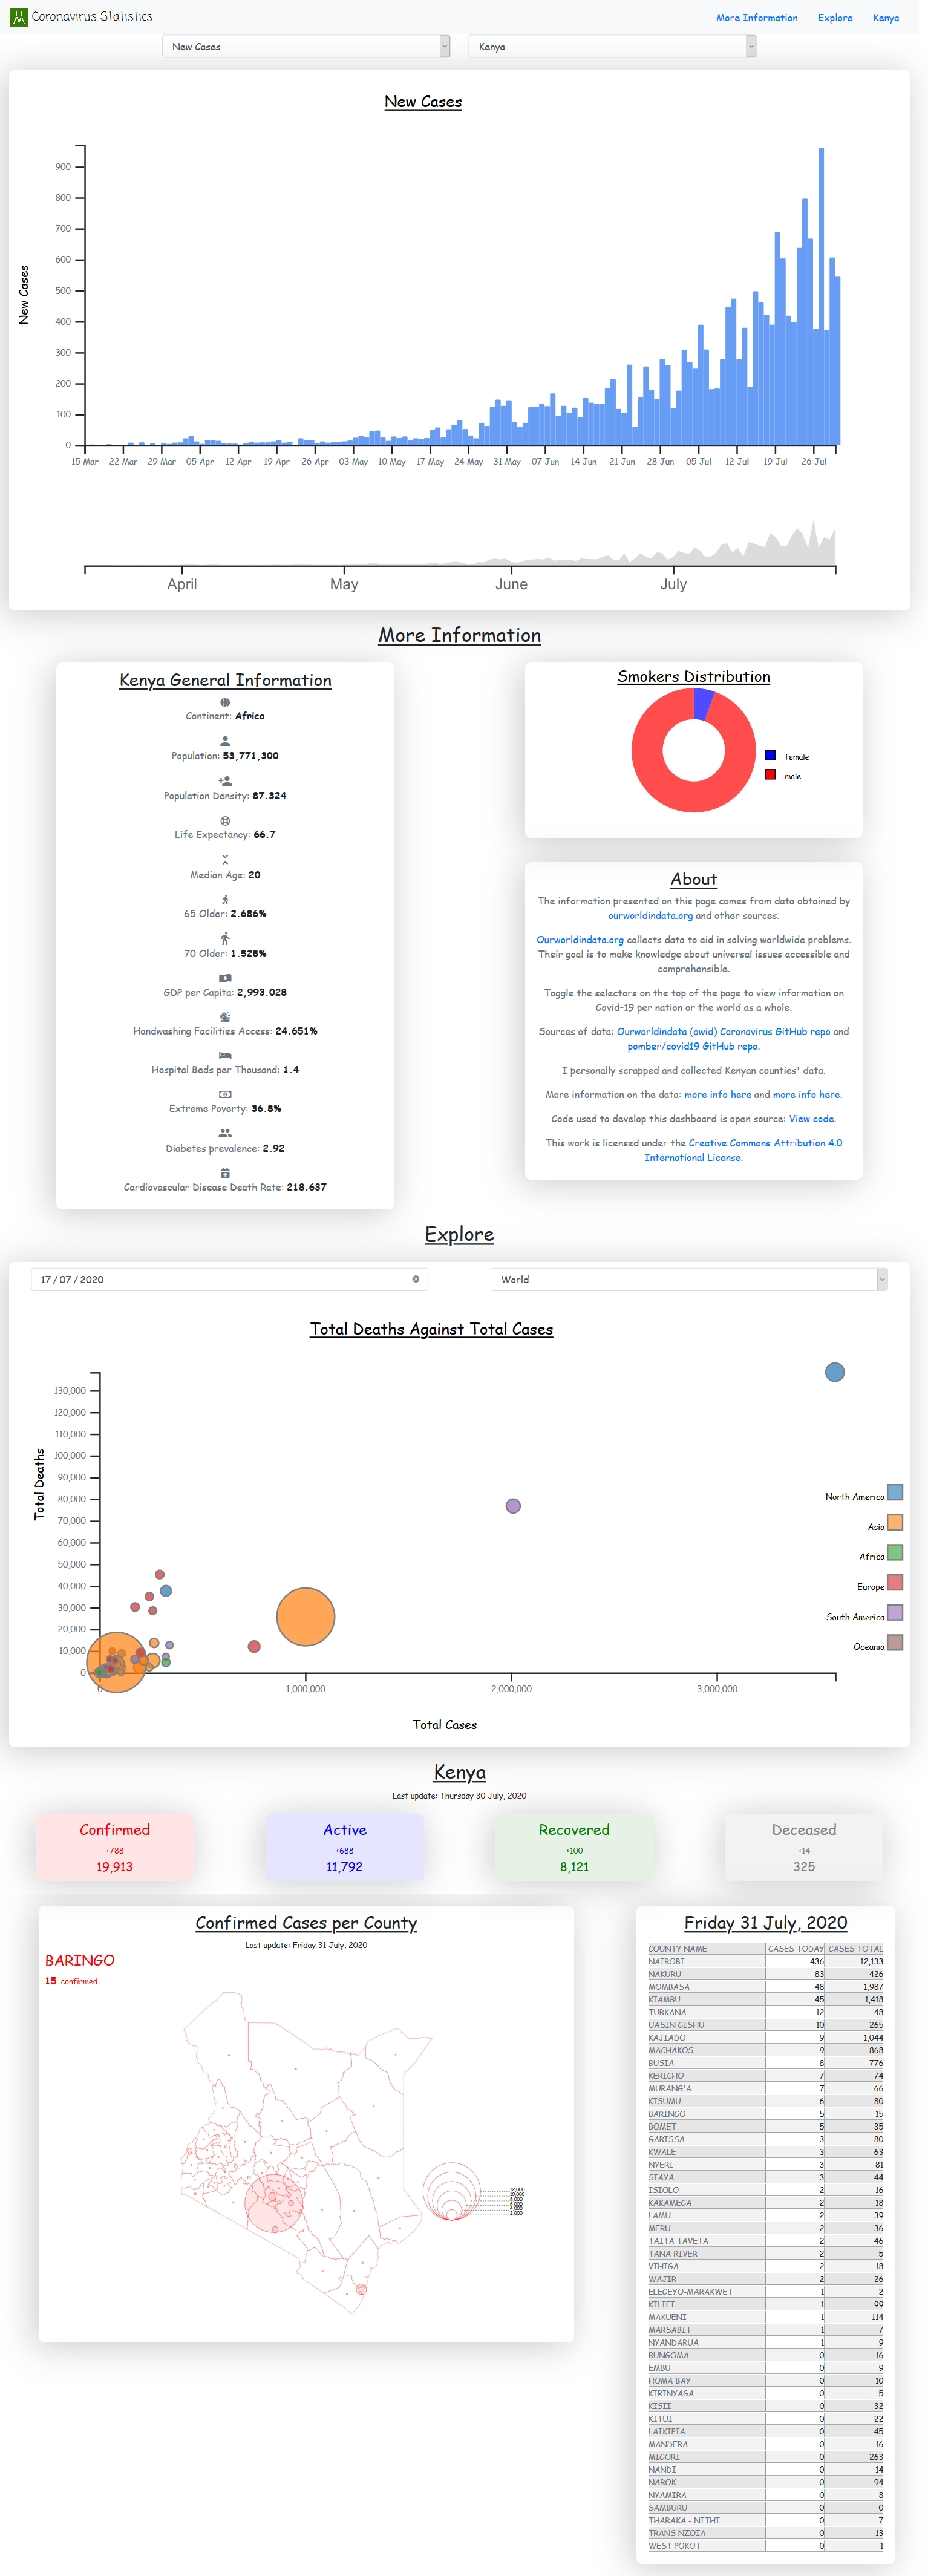 Coronavirus Statistics
More Information Explore Kenya
New Cases Kenya
New Cases
900
800
700
600
500
400
300
200
100
0
New Cases
15 Mar 22 Mar 29 Mar 05 Apr 12 Apr 19 Apr 26 Apr 03 May 10 May 17 May 24 May 31 May 07 Jun 14 Jun 21 Jun 28 Jun 05 Jul 12 Jul 19 Jul 26 Jul
April May June July
More Information
Kenya General Information
Continent: Africa
Population: 53,771,300
Population Density: 87.324
Life Expectancy: 66.7
Median Age: 20
65 Older: 2.686%
70 Older: 1.528%
GDP per Capita: 2,993.028
Handwashing Facilities Access: 24.651%
Hospital Beds per Thousand: 1.4
Extreme Poverty: 36.8%
Diabetes prevalence: 2.92
Cardiovascular Disease Death Rate: 218.637
Smokers Distribution
female
male
About
The information presented on this page comes from data obtained by
ourworldindata.org and other sources.
Ourworldindata.org collects data to aid in solving worldwide problems.
Their goal is to make knowledge about universal issues accessible and
comprehensible.
Toggle the selectors on the top of the page to view information on
Covid-19 per nation or the world as a whole.
Sources of data: Ourworldindata (owid) Coronavirus GitHub repo and
pomber/covid19 GitHub repo.
I personally scrapped and collected Kenyan counties' data.
More information on the data: more info here and more info here.
Code used to develop this dashboard is open source: View code.
This work is licensed under the Creative Commons Attribution 4.0
International License.
Explore
17 / 07 / 2020 World
Total Deaths Against Total Cases
130,000
120,000
110,000
100,000
90,000
80,000
70,000
60,000
50,000
40,000
30,000
20,000
10,000
0
Total Deaths
0 1,000,000 2,000,000 3,000,000
Total Cases
North America
Asia
Africa
Europe
South America
Oceania
Kenya
Last update: Thursday 30 July, 2020
Confirmed
+788
19,913
Active
+688
11,792
Recovered
+100
8,121
Deceased
+14
325
Confirmed Cases per County
Last update: Friday 31 July, 2020
BARINGO
15 confirmed
12,000
10,000
8,000
6,000
4,000
2,000
Friday 31 July, 2020
COUNTY NAME CASES TODAY CASES TOTAL
NAIROBI 436 12,133
NAKURU 83 426
MOMBASA 48 1,987
KIAMBU 45 1,418
TURKANA 12 48
UASIN GISHU 10 265
KAJIADO 9 1,044
MACHAKOS 9 868
BUSIA 8 776
KERICHO 7 74
MURANG'A 7 66
KISUMU 6 80
BARINGO 5 15
BOMET 5 35
GARISSA 3 80
KWALE 3 63
NYERI 3 81
SIAYA 3 44
ISIOLO 2 16
KAKAMEGA 2 18
LAMU 2 39
MERU 2 36
TAITA TAVETA 2 46
TANA RIVER 2 5
VIHIGA 2 18
WAJIR 2 26
ELEGEYO-MARAKWET 1 2
KILIFI 1 99
MAKUENI 1 114
MARSABIT 1 7
NYANDARUA 1 9
BUNGOMA 0 16
EMBU 0 9
HOMA BAY 0 10
KIRINYAGA 0 5
KISII 0 32
KITUI 0 22
LAIKIPIA 0 45
MANDERA 0 16
MIGORI 0 263
NANDI 0 14
NAROK 0 94
NYAMIRA 0 8
SAMBURU 0 0
THARAKA - NITHI 0 7
TRANS NZOIA 0 13
WEST POKOT 0 1